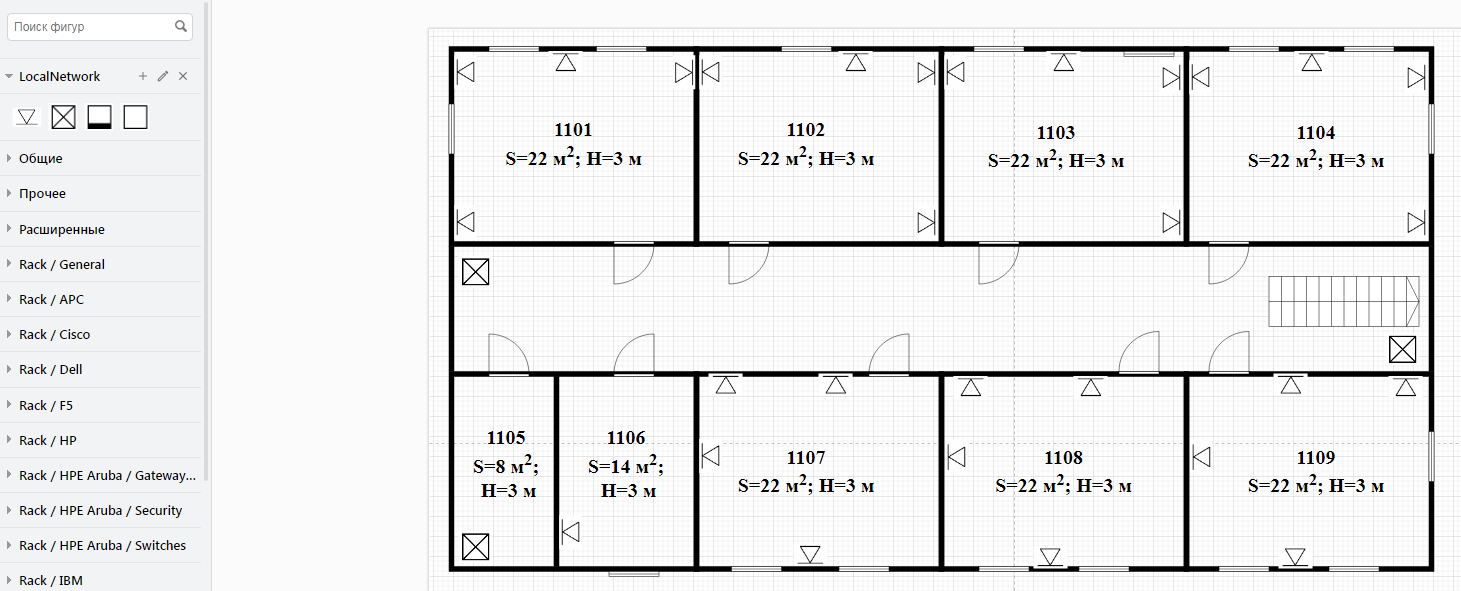 Поиск фигур
LocalNetwork
Общие
Прочее
Расширенные
Rack / General
Rack / APC
Rack / Cisco
Rack / Dell
Rack / F5
Rack / HP
Rack / HPE Aruba / Gateway...
Rack / HPE Aruba / Security
Rack / HPE Aruba / Switches
Rack / IBM
1101
S=22 м²; H=3 м
1102
S=22 м²; H=3 м
1103
S=22 м²; H=3 м
1104
S=22 м²; H=3 м
1105
S=8 м²;
H=3 м
1106
S=14 м²;
H=3 м
1107
S=22 м²; H=3 м
1108
S=22 м²; H=3 м
1109
S=22 м²; H=3 м